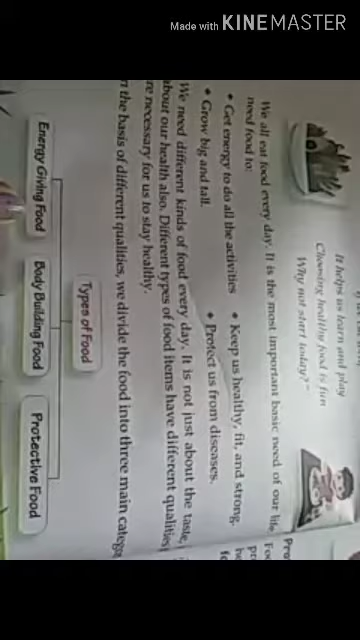 Made with KINEMASTER
It helps us learn and play
Choosing healthy food is fun
Why not start today?"
We all eat food every day. It is the most important basic need of our life.
need food to:
• Get energy to do all the activities • Keep us healthy, fit, and strong.
• Grow big and tall. • Protect us from diseases.
We need different kinds of food every day. It is not just about the taste,
about our health also. Different types of food items have different qualities
re necessary for us to stay healthy.
n the basis of different qualities, we divide the food into three main catego
Types of Food
Energy Giving Food Body Building Food Protective Food
Pro